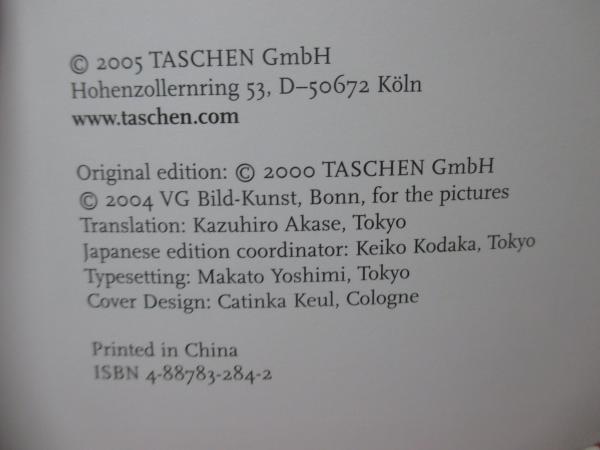 © 2005 TASCHEN GmbH
Hohenzollernring 53, D–50672 Köln
www.taschen.com
Original edition: © 2000 TASCHEN GmbH
© 2004 VG Bild-Kunst, Bonn, for the pictures
Translation: Kazuhiro Akase, Tokyo
Japanese edition coordinator: Keiko Kodaka, Tokyo
Typesetting: Makato Yoshimi, Tokyo
Cover Design: Catinka Keul, Cologne
Printed in China
ISBN 4-88783-284-2